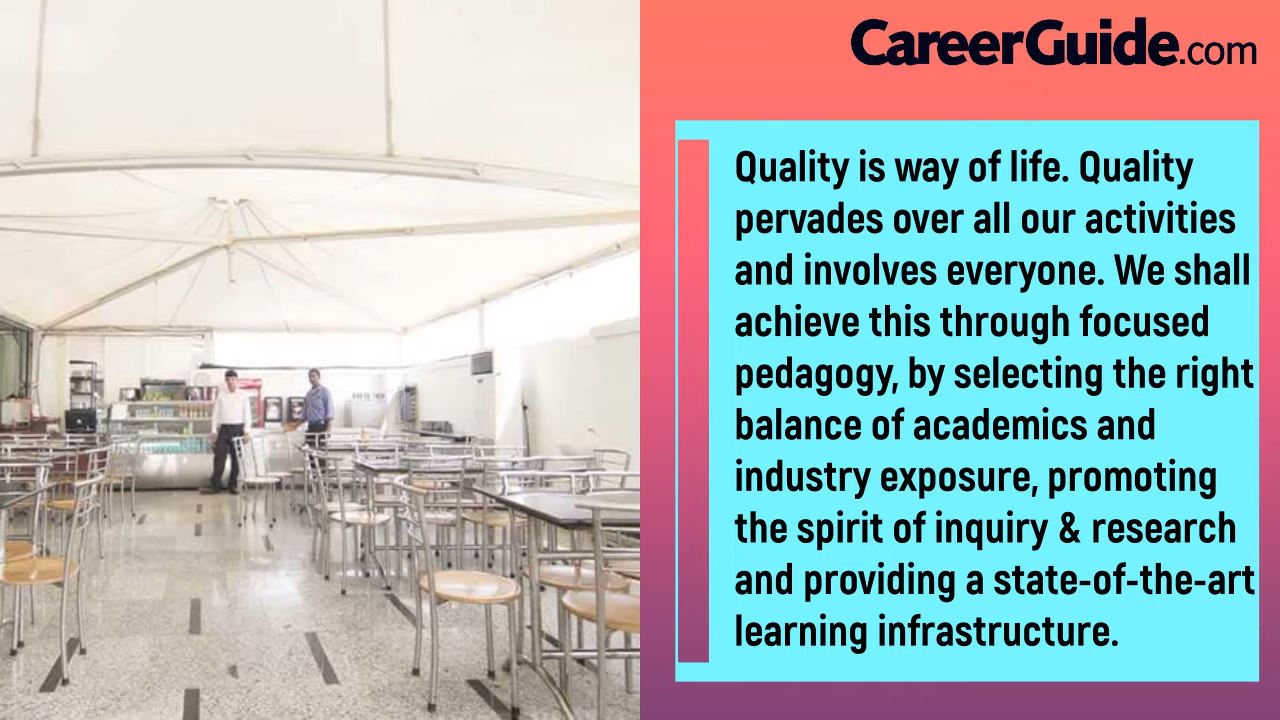 CareerGuide.com
Quality is way of life. Quality
pervades over all our activities
and involves everyone. We shall
achieve this through focused
pedagogy, by selecting the right
balance of academics and
industry exposure, promoting
the spirit of inquiry & research
and providing a state-of-the-art
learning infrastructure.